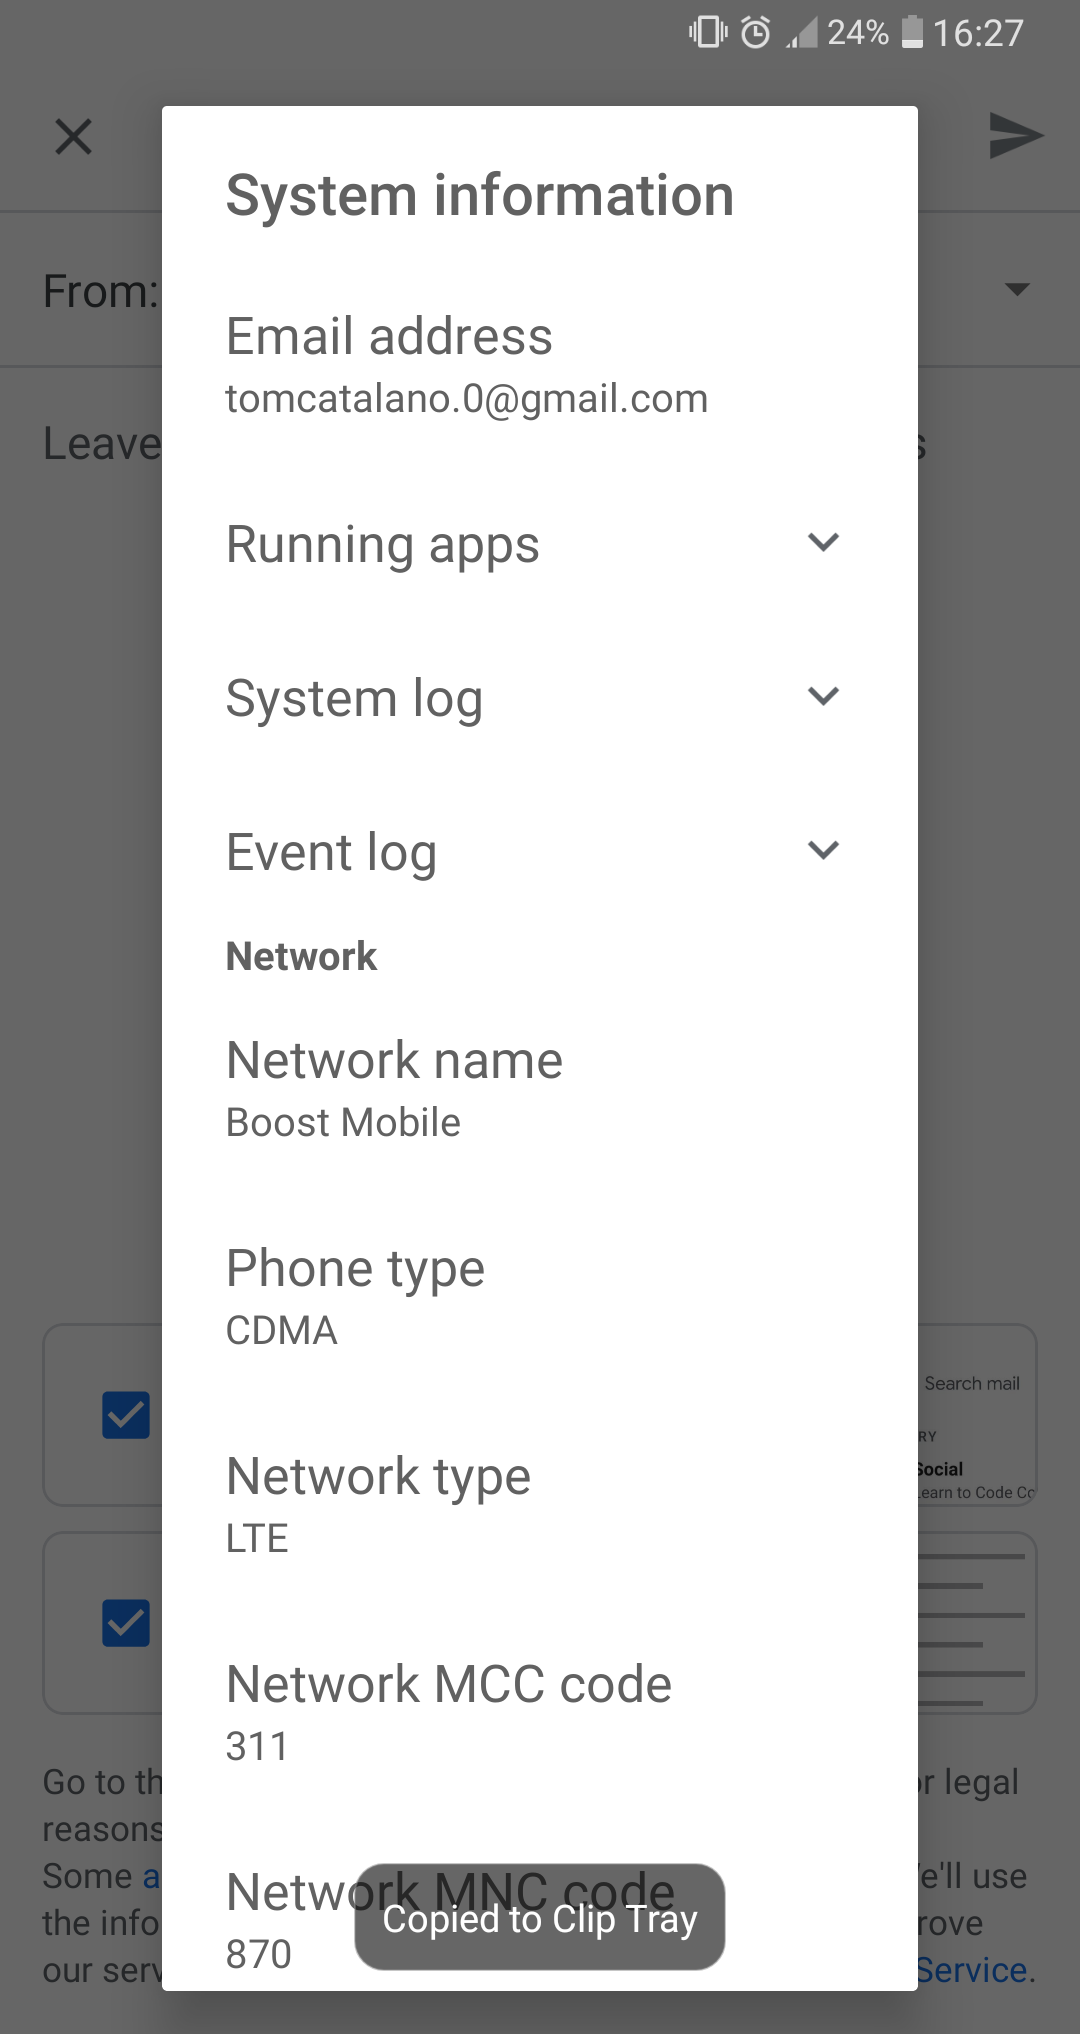 24% 16:27
System information
From:
Email address
tomcatalano.0@gmail.com
Leave
Running apps
System log
Event log
Network
Network name
Boost Mobile
Phone type
CDMA
Search mail
RY
Social
Learn to Code Co
Network type
LTE
Network MCC code
311
Go to th
r legal
reasons
Some a
e'll use
the info
rove
our serv
Service.
Network MNC code
870
Copied to Clip Tray